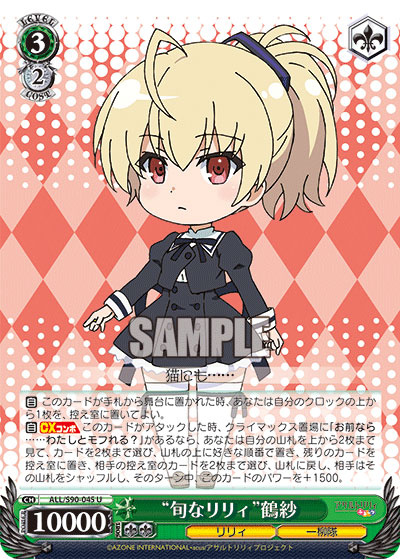 LEVEL
3
2
COST
SAMPLE
猫にも……
自 このカードが手札から舞台に置かれた時、あなたは自分のクロックの上か
ら1枚を、控え室に置いてよい。
自 CXコンボ このカードがアタックした時、クライマックス置場に「お前なら
……わたしとモフれる？」があるなら、あなたは自分の山札を上から2枚まで
見て、カードを2枚まで選び、山札の上に好きな順番で置き、残りのカードを
控え室に置き、相手の控え室のカードを2枚まで選び、山札に戻し、相手はそ
の山札をシャッフルし、そのターン中、このカードのパワーを＋1500。
CH
ALL/S90-045 U
10000
“旬なリリィ”鶴紗
リリィ
一柳隊
©AZONE INTERNATIONAL・acus/アサルトリリィプロジェクト